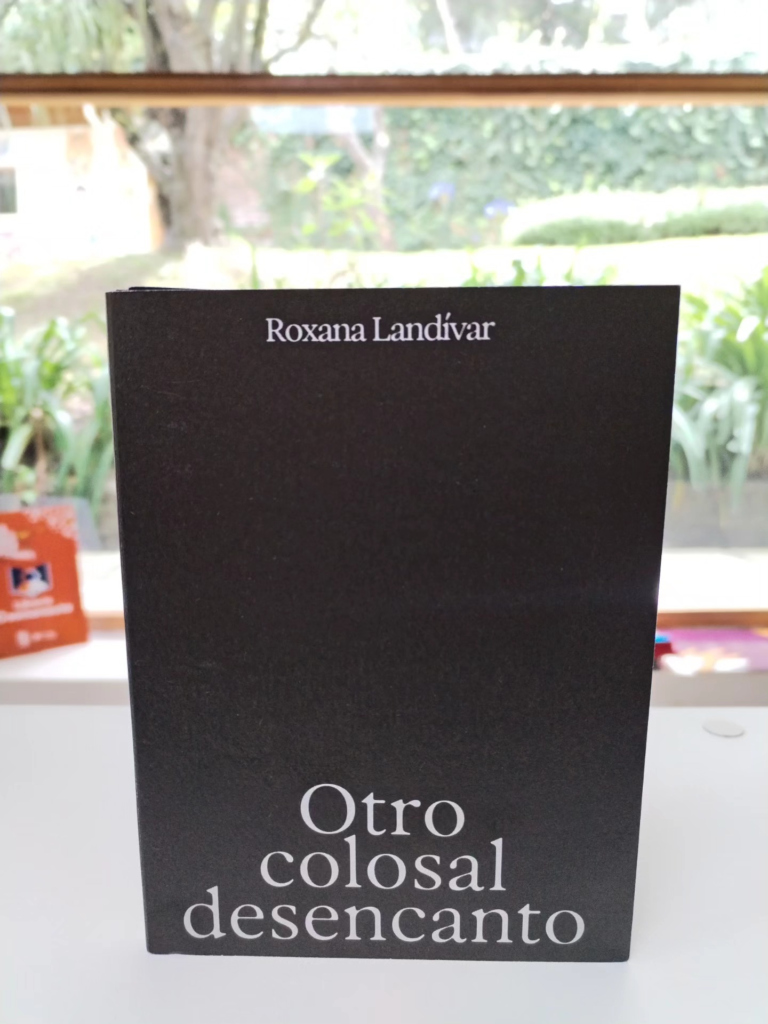 Roxana Landívar
Otro
colosal
desencanto